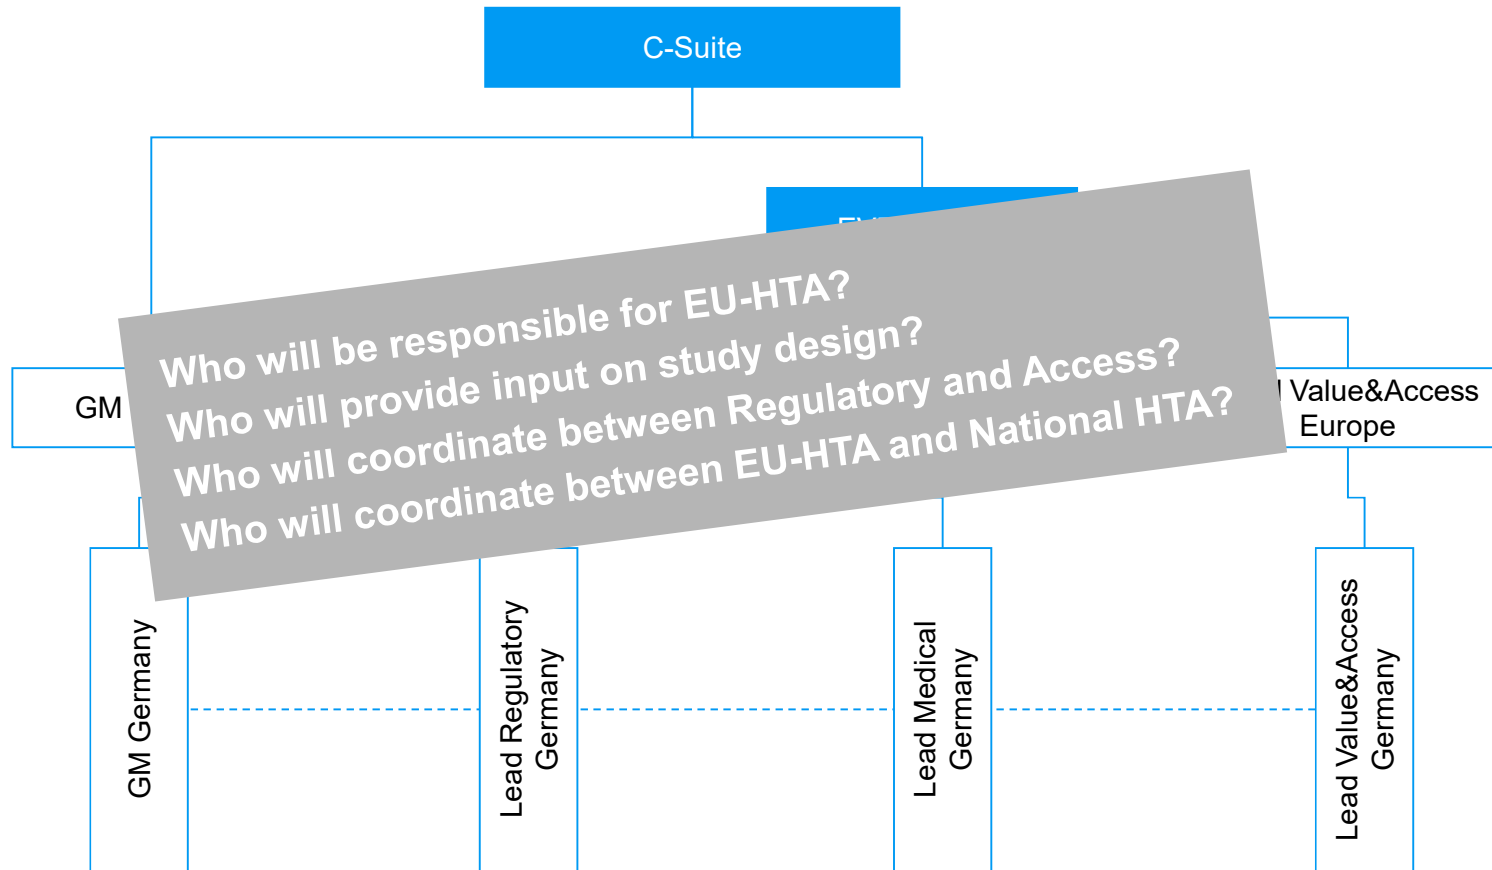 C-Suite
Who will be responsible for EU-HTA?
Who will provide input on study design?
Who will coordinate between Regulatory and Access?
Who will coordinate between EU-HTA and National HTA?
GM
Value&Access
Europe
GM Germany
Lead Regulatory
Germany
Lead Medical
Germany
Lead Value&Access
Germany